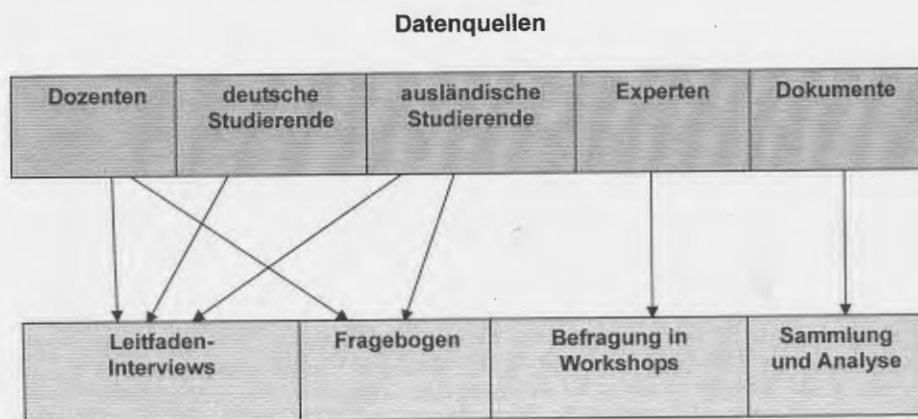 Datenquellen
Dozenten
deutsche
Studierende
ausländische
Studierende
Experten
Dokumente
Leitfaden-
Interviews
Fragebogen
Befragung in
Workshops
Sammlung
und Analyse